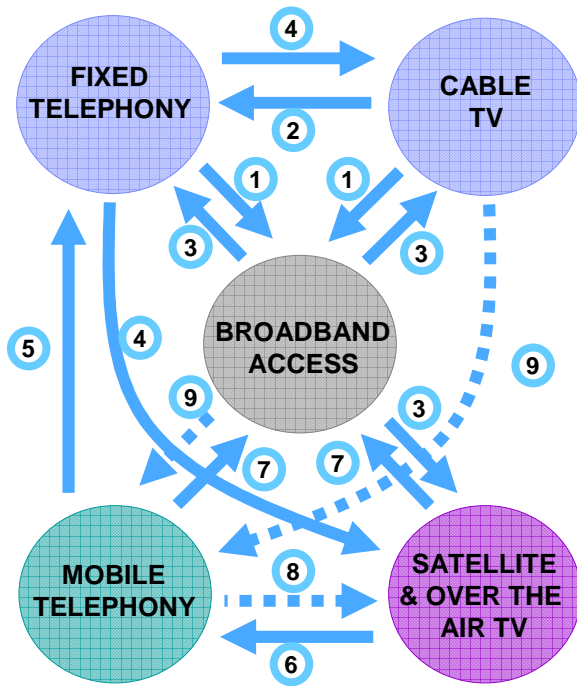 4
FIXED
TELEPHONY
CABLE
TV
2
1
1
3
3
BROADBAND
ACCESS
5
4
9
9
3
7
7
MOBILE
TELEPHONY
8
SATELLITE
& OVER THE
AIR TV
6